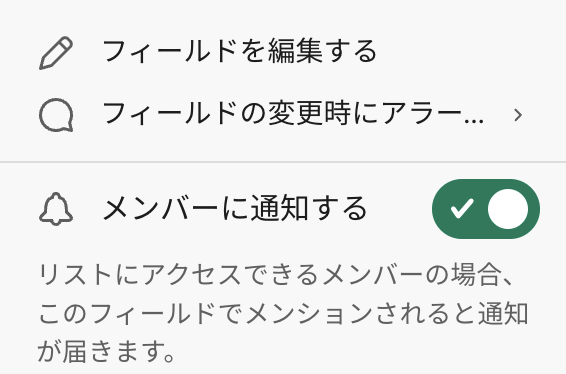 フィールドを編集する
フィールドの変更時にアラー...
メンバーに通知する
リストにアクセスできるメンバーの場合、
このフィールドでメンションされると通知
が届きます。